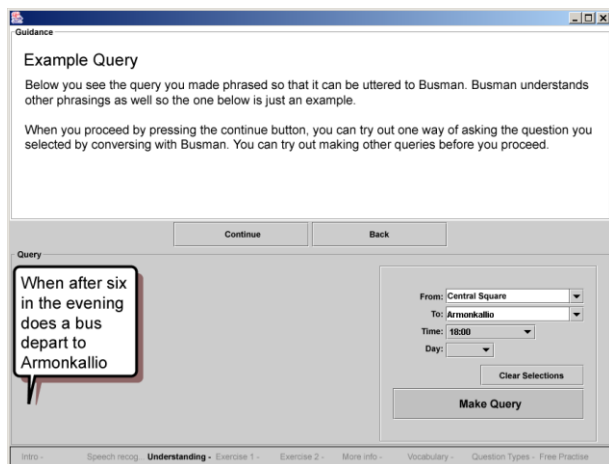 Guidance
Example Query
Below you see the query you made phrased so that it can be uttered to Busman. Busman understands
other phrasings as well so the one below is just an example.
When you proceed by pressing the continue button, you can try out one way of asking the question you
selected by conversing with Busman. You can try out making other queries before you proceed.
Continue Back
Query
When after six
in the evening
does a bus
depart to
Armonkallio
From: Central Square
To: Armonkallio
Time: 18:00
Day:
Clear Selections
Make Query
Intro - Speech recog... Understanding - Exercise 1 - Exercise 2 - More info - Vocabulary - Question Types - Free Practise